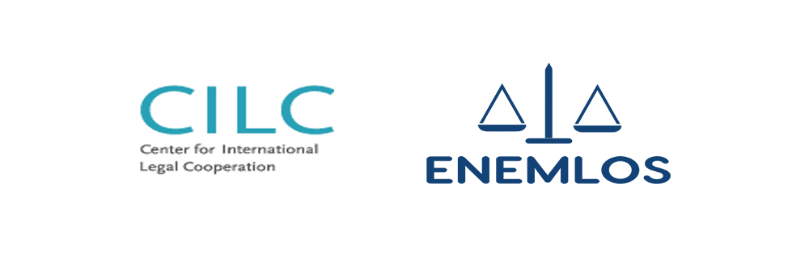 CILC
Center for International
Legal Cooperation
ENEMLOS